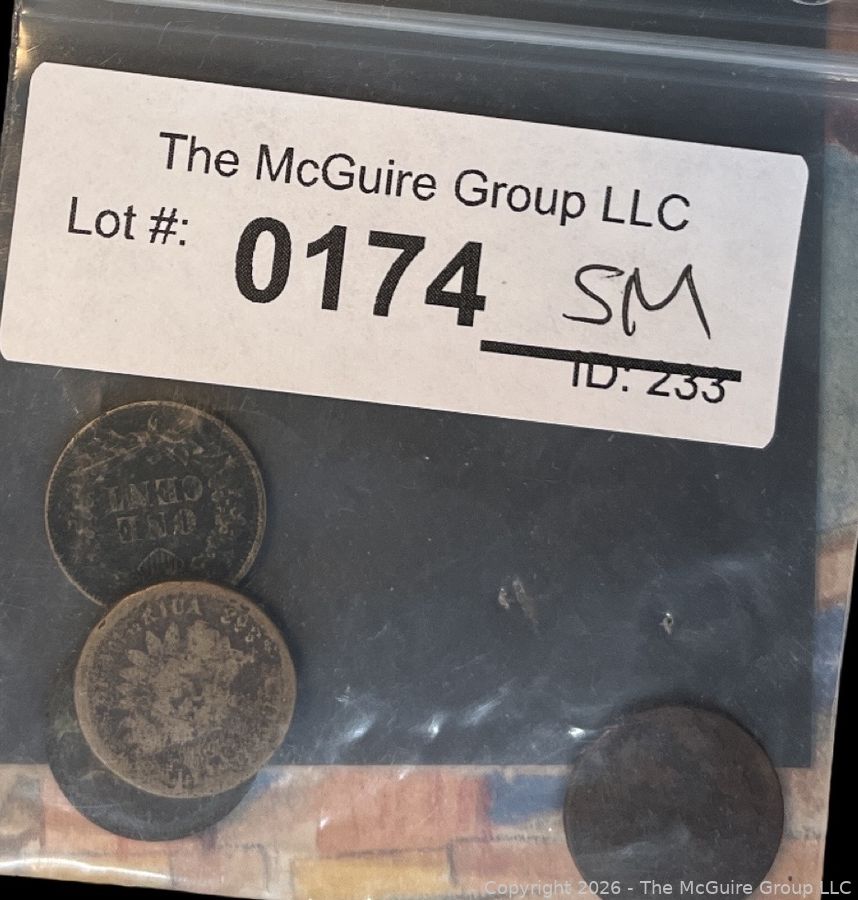 The McGuire Group LLC
Lot #: 0174 SM
ID: 233
CENT
ONE
Copyright 2026 - The McGuire Group LLC